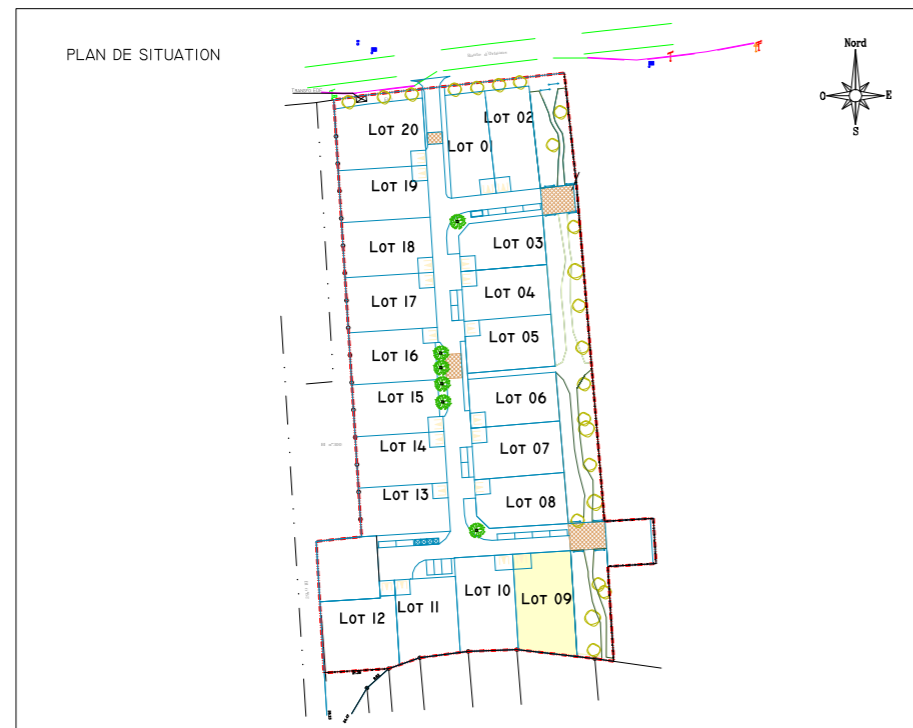 PLAN DE SITUATION
Nord
O
E
S
LOT 20
LOT 01
LOT 02
LOT 19
LOT 18
LOT 03
LOT 17
LOT 04
LOT 16
LOT 05
LOT 15
LOT 06
LOT 14
LOT 07
LOT 13
LOT 08
LOT 12
LOT 11
LOT 10
LOT 09